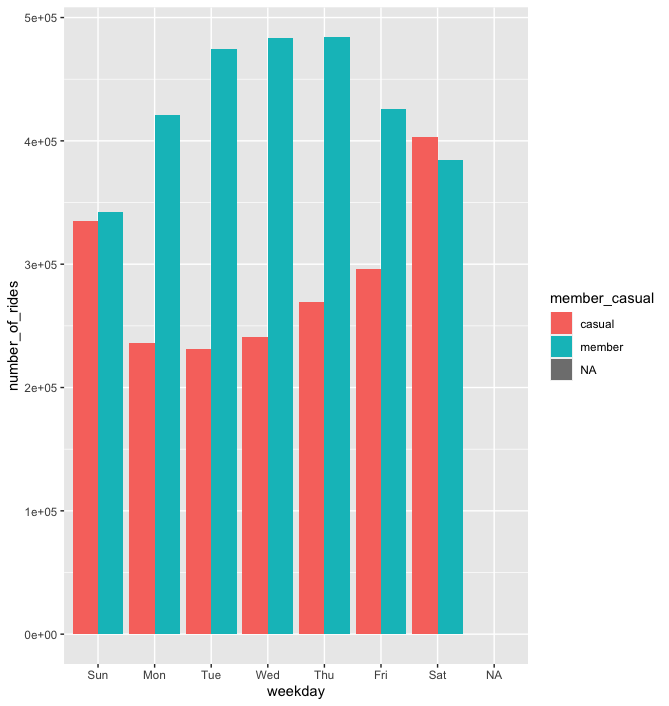 5e+05
4e+05
3e+05
2e+05
1e+05
0e+00
number_of_rides
Sun Mon Tue Wed Thu Fri Sat NA
weekday
member_casual
casual
member
NA